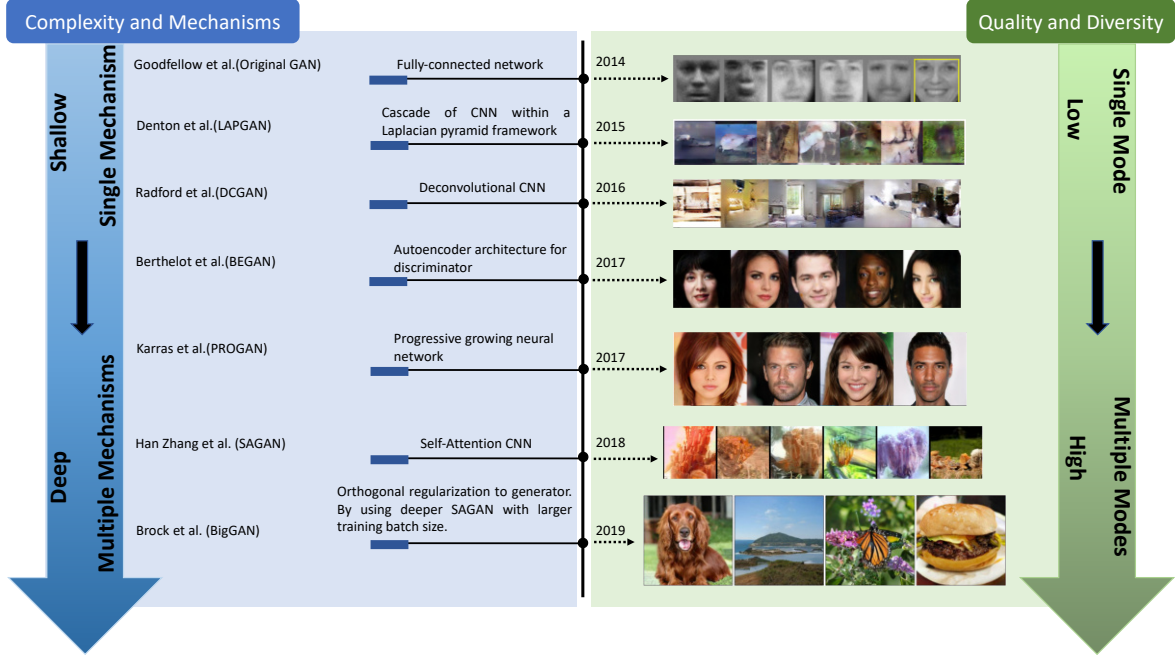 Complexity and Mechanisms
Quality and Diversity
Shallow
Single Mechanism
Deep
Multiple Mechanisms
Goodfellow et al.(Original GAN)
Fully-connected network
2014
Denton et al.(LAPGAN)
Cascade of CNN within a
Laplacian pyramid framework
2015
Radford et al.(DCGAN)
Deconvolutional CNN
2016
Berthelot et al.(BEGAN)
Autoencoder architecture for
discriminator
2017
Karras et al.(PROGAN)
Progressive growing neural
network
2017
Han Zhang et al. (SAGAN)
Self-Attention CNN
2018
Brock et al. (BigGAN)
Orthogonal regularization to generator.
By using deeper SAGAN with larger
training batch size.
2019
Single Mode
Low
Multiple Modes
High